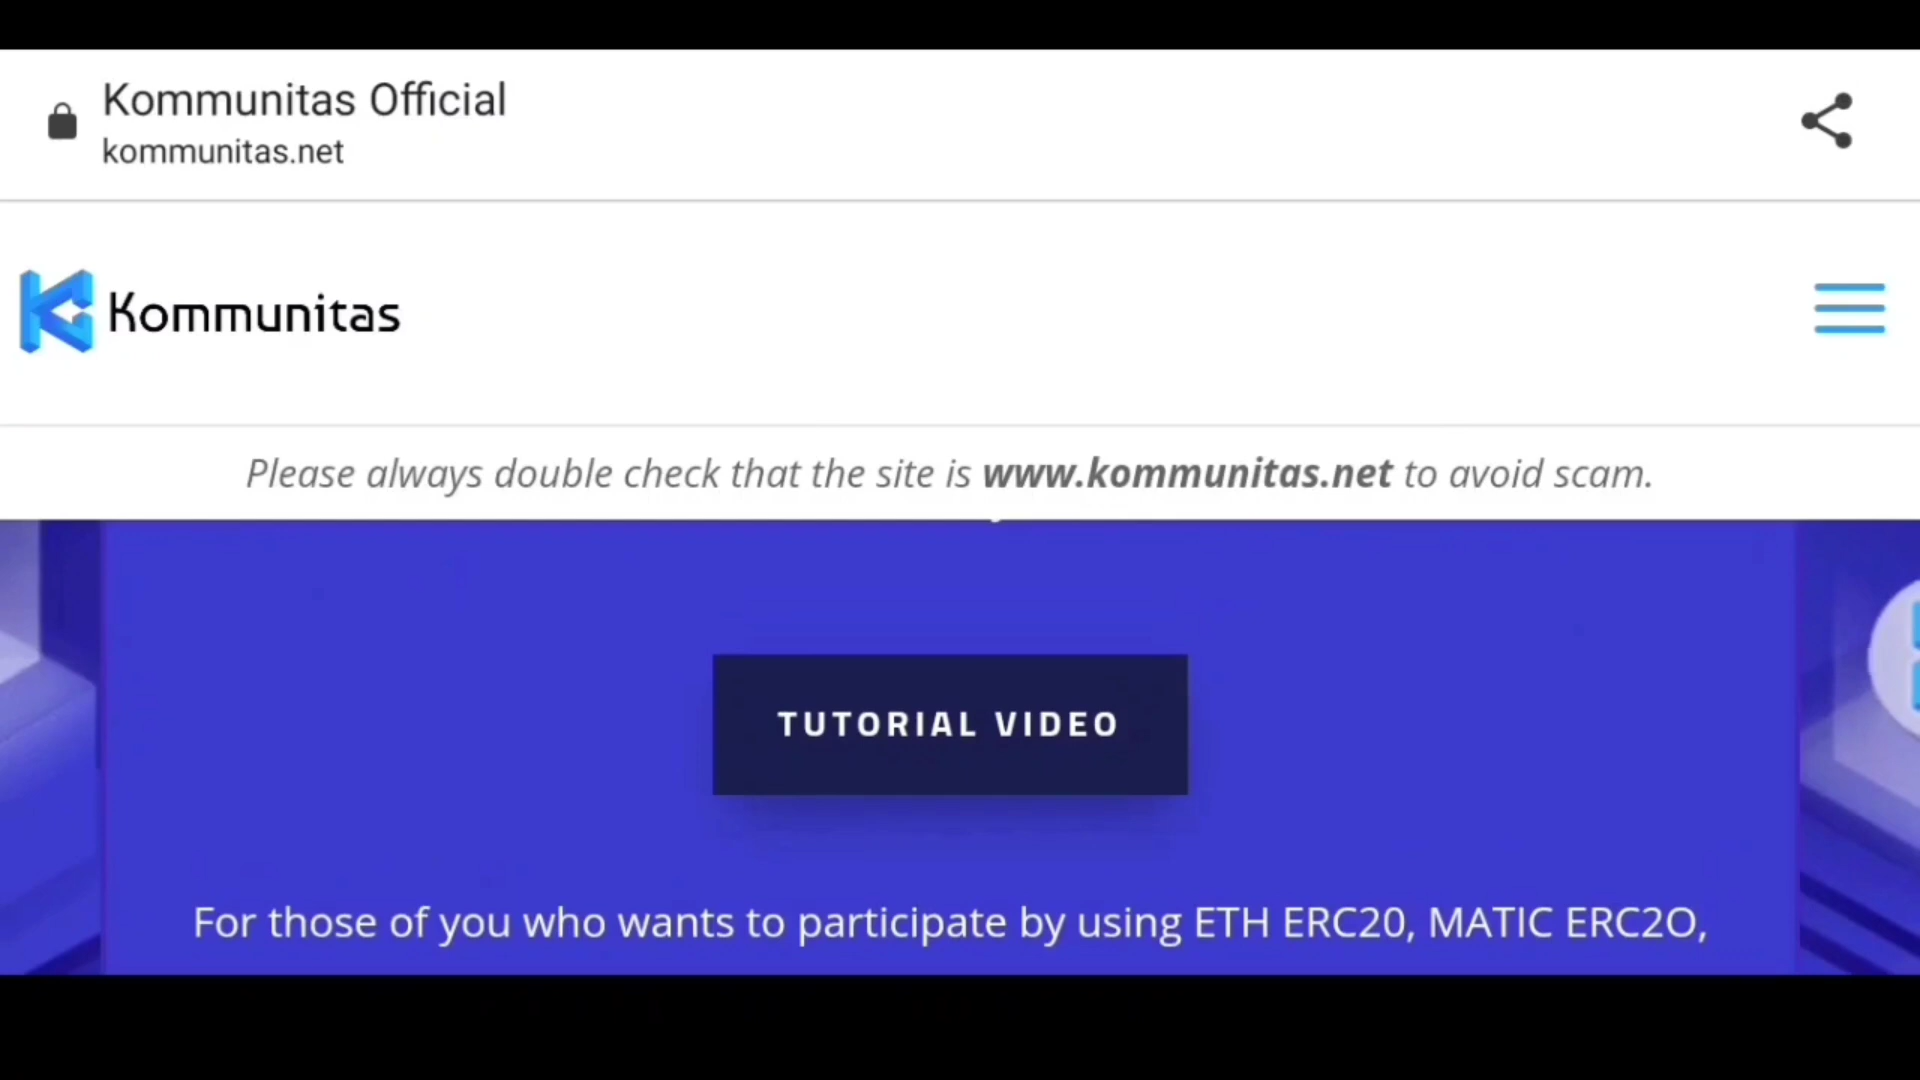 Kommunitas Official
kommunitas.net
Kommunitas
Please always double check that the site is www.kommunitas.net to avoid scam.
TUTORIAL VIDEO
For those of you who wants to participate by using ETH ERC20, MATIC ERC2O,